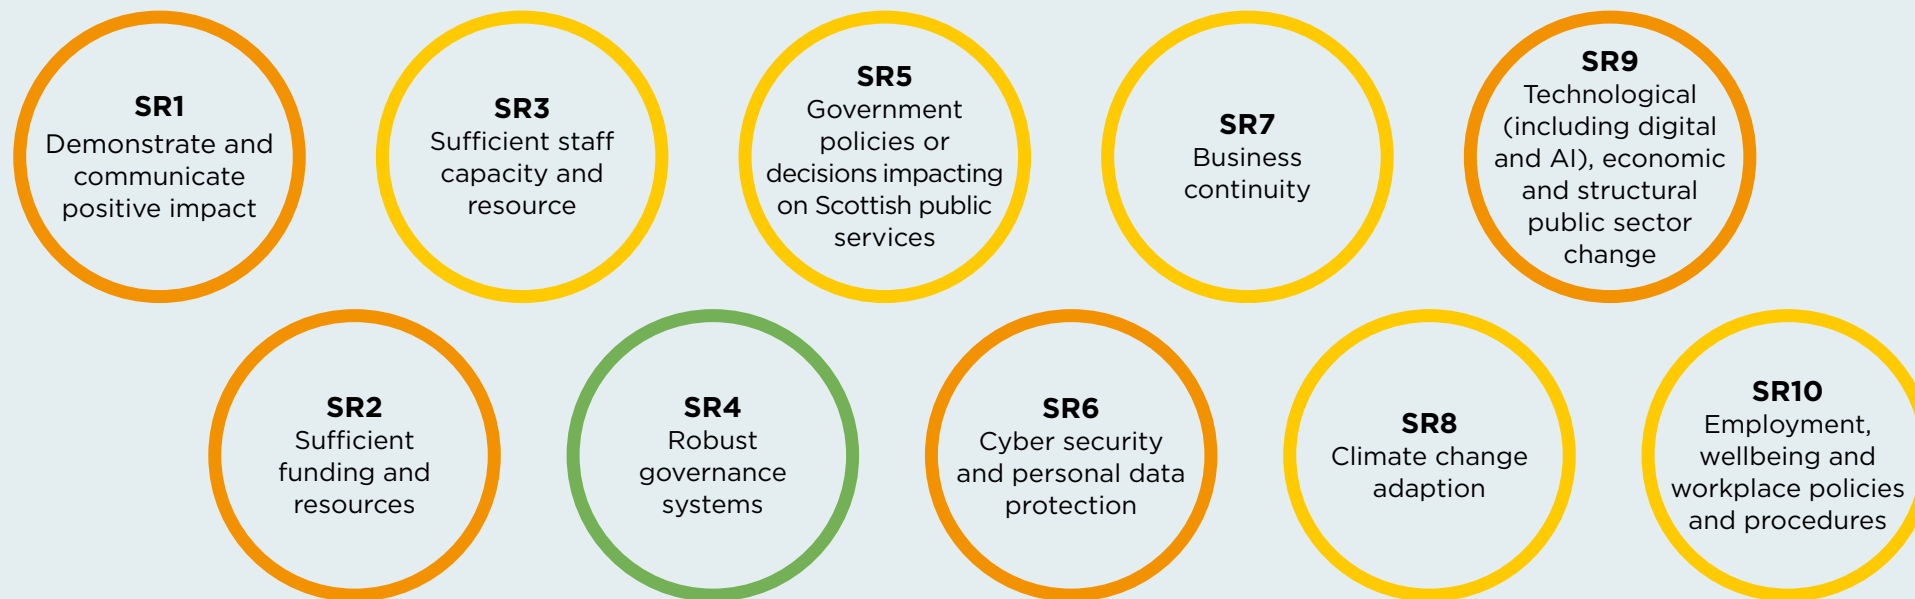 SR1
Demonstrate and
communicate
positive impact
SR3
Sufficient staff
capacity and
resource
SR5
Government
policies or
decisions impacting
on Scottish public
services
SR7
Business
continuity
SR9
Technological
(including digital
and AI), economic
and structural
public sector
change
SR2
Sufficient
funding and
resources
SR4
Robust
governance
systems
SR6
Cyber security
and personal data
protection
SR8
Climate change
adaption
SR10
Employment,
wellbeing and
workplace policies
and procedures